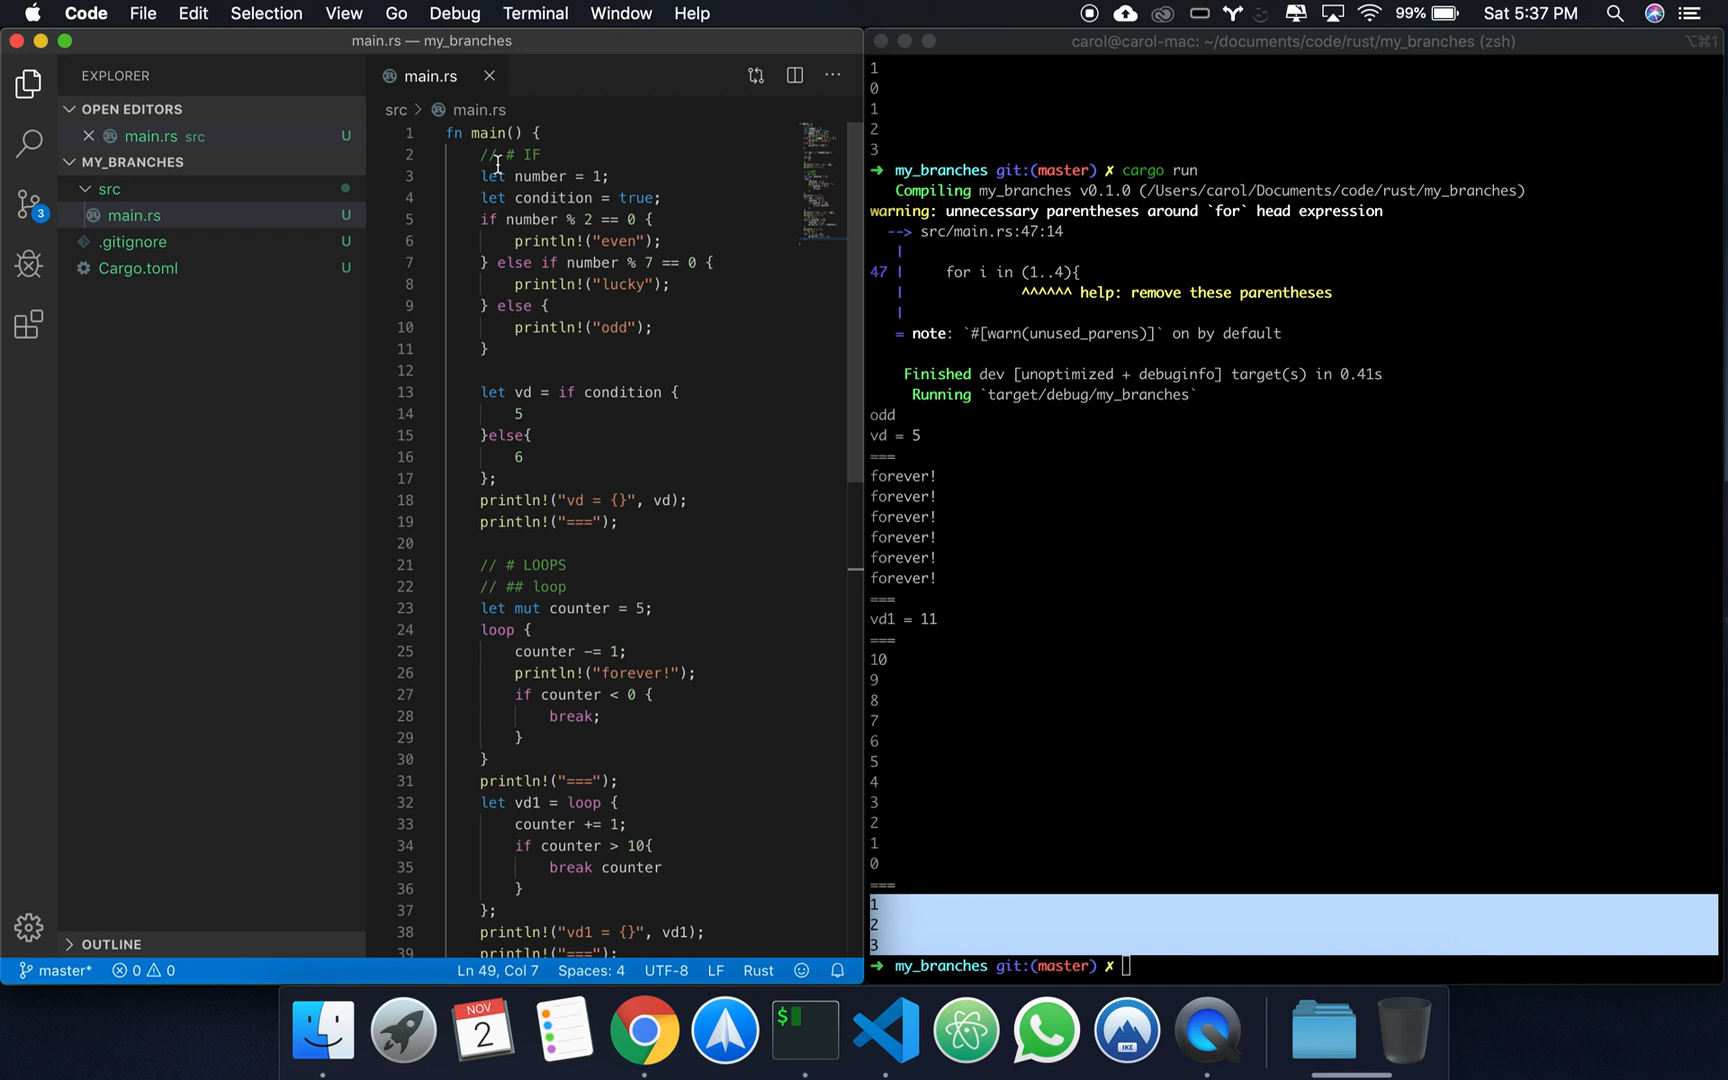 Code File Edit Selection View Go Debug Terminal Window Help
99% Sat 5:37 PM
main.rs — my_branches
EXPLORER
OPEN EDITORS
main.rs src U
MY_BRANCHES
src
main.rs U
.gitignore U
Cargo.toml U
3
OUTLINE
main.rs
src > main.rs
1 fn main() {
2 // # IF
3 let number = 1;
4 let condition = true;
5 if number % 2 == 0 {
6 println!("even");
7 } else if number % 7 == 0 {
8 println!("lucky");
9 } else {
10 println!("odd");
11 }
12
13 let vd = if condition {
14 5
15 }else{
16 6
17 };
18 println!("vd = {}", vd);
19 println!("===");
20
21 // # LOOPS
22 // ## loop
23 let mut counter = 5;
24 loop {
25 counter -= 1;
26 println!("forever!");
27 if counter < 0 {
28 break;
29 }
30 }
31 println!("===");
32 let vd1 = loop {
33 counter += 1;
34 if counter > 10{
35 break counter
36 }
37 };
38 println!("vd1 = {}", vd1);
39 println!("===");
master* 0 0 Ln 49, Col 7 Spaces: 4 UTF-8 LF Rust
carol@carol-mac: ~/documents/code/rust/my_branches (zsh) ⌥⌘1
1
0
1
2
3
➜ my_branches git:(master) ✗ cargo run
Compiling my_branches v0.1.0 (/Users/carol/Documents/code/rust/my_branches)
warning: unnecessary parentheses around `for` head expression
--> src/main.rs:47:14
|
47 | for i in (1..4){
| ^^^^^^ help: remove these parentheses
|
= note: `#[warn(unused_parens)]` on by default
Finished dev [unoptimized + debuginfo] target(s) in 0.41s
Running `target/debug/my_branches`
odd
vd = 5
===
forever!
forever!
forever!
forever!
forever!
forever!
===
vd1 = 11
===
10
9
8
7
6
5
4
3
2
1
0
===
1
2
3
➜ my_branches git:(master) ✗
NOV
2
$
IKE